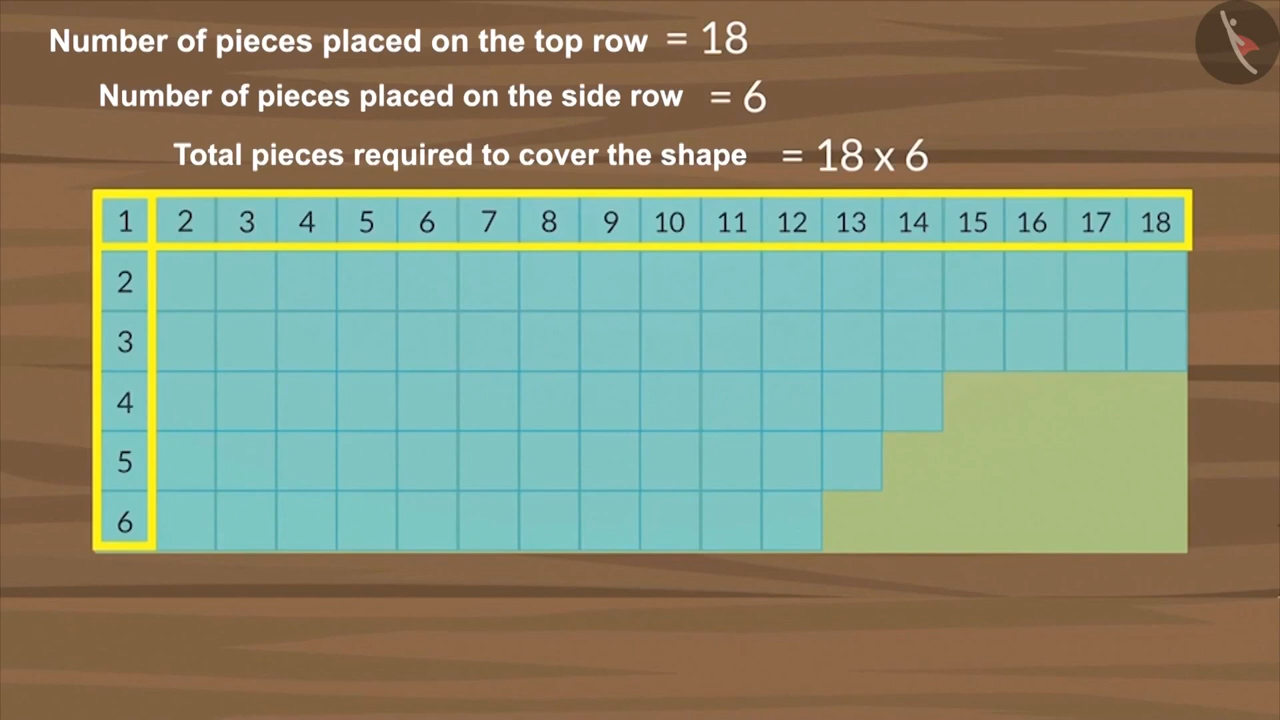 Number of pieces placed on the top row = 18
Number of pieces placed on the side row = 6
Total pieces required to cover the shape = 18 x 6
1 2 3 4 5 6 7 8 9 10 11 12 13 14 15 16 17 18
2
3
4
5
6